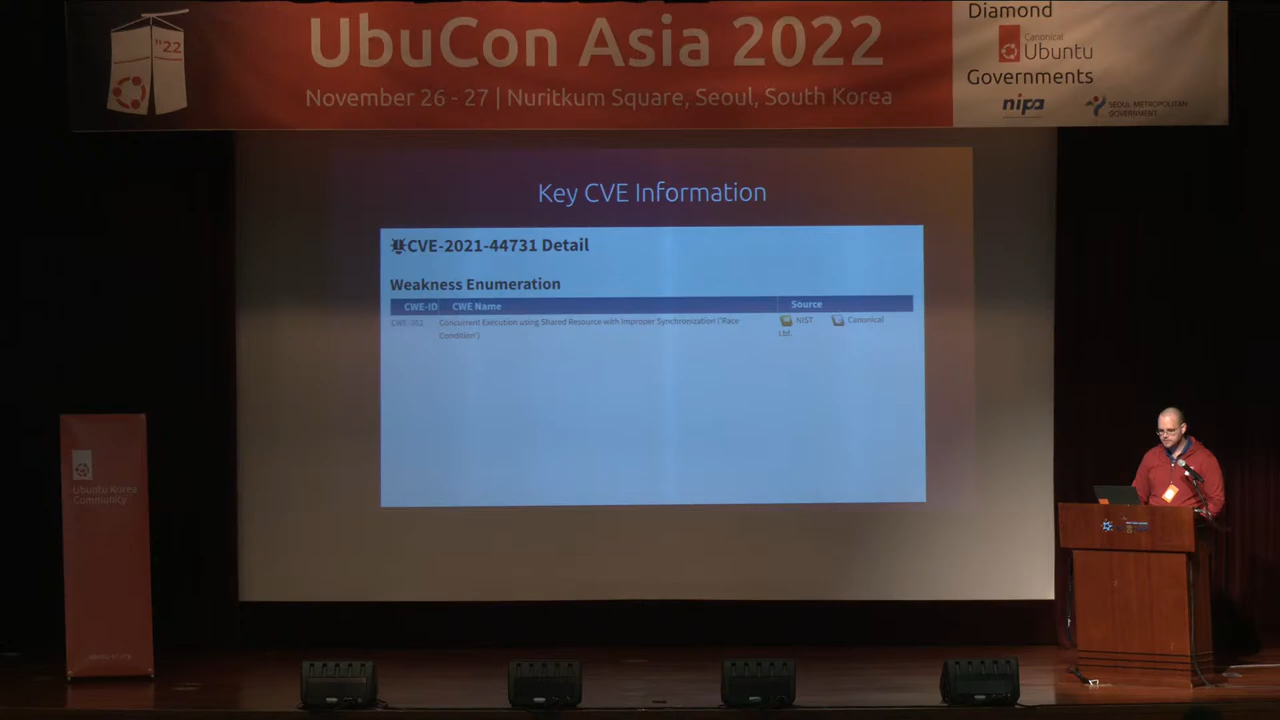 "22
UbuCon Asia 2022
November 26 - 27 | Nuritkum Square, Seoul, South Korea
Diamond
Canonical
Ubuntu
Governments
nipa
SEOUL METROPOLITAN
GOVERNMENT
Key CVE Information
CVE-2021-44731 Detail
Weakness Enumeration
CWE-ID CWE Name Source
CWE-362 Concurrent Execution using Shared Resource with Improper Synchronization ('Race NIST Canonical
Condition') Ltd.
Ubuntu Korea
Community